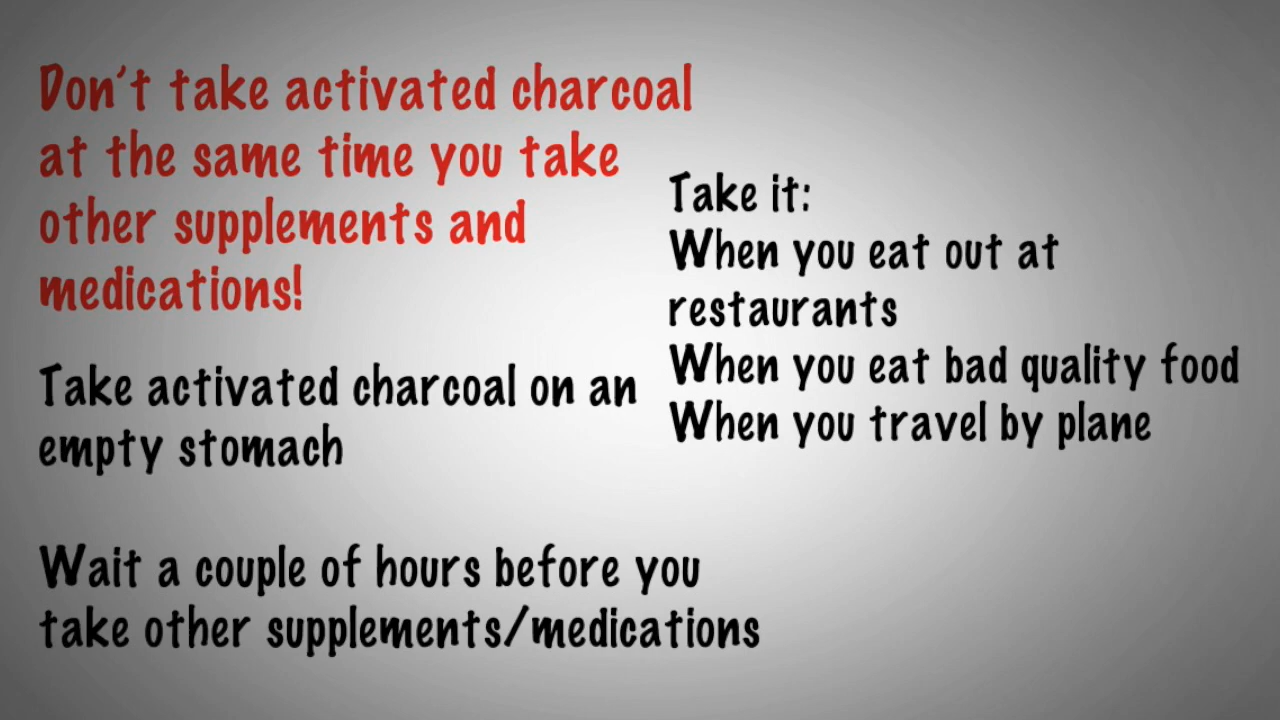 Don't take activated charcoal
at the same time you take
other supplements and
medications!
Take activated charcoal on an
empty stomach
Wait a couple of hours before you
take other supplements/medications
Take it:
When you eat out at
restaurants
When you eat bad quality food
When you travel by plane